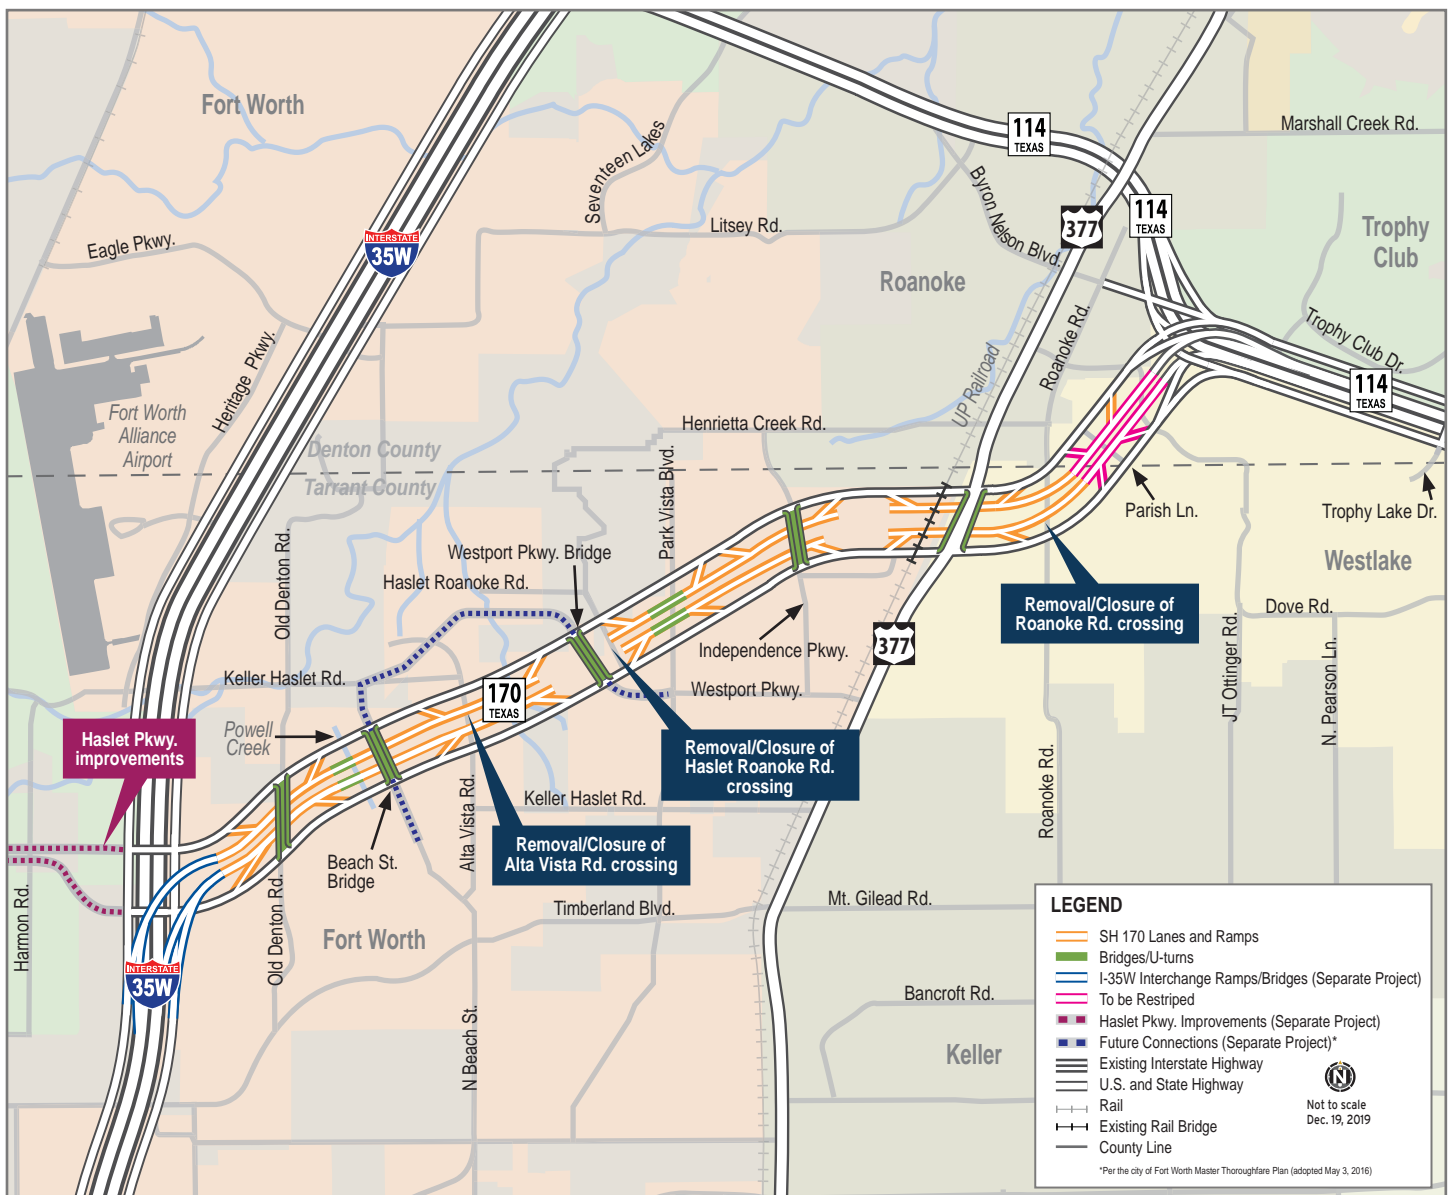 Fort Worth
114
TEXAS
Marshall Creek Rd.
Seventeen Lakes
Byron Nelson Blvd.
377
114
TEXAS
Trophy
Club
Litsey Rd.
Eagle Pkwy.
INTERSTATE
35W
Roanoke
Roanoke Rd.
Trophy Club Dr.
Heritage Pkwy.
UP Railroad
114
TEXAS
Fort Worth
Alliance
Airport
Henrietta Creek Rd.
Denton County
Tarrant County
Park Vista Blvd.
Parish Ln.
Trophy Lake Dr.
Old Denton Rd.
Westport Pkwy. Bridge
Haslet Roanoke Rd.
Westlake
Removal/Closure of
Roanoke Rd. crossing
Dove Rd.
JT Ottinger Rd.
N. Pearson Ln.
377
Independence Pkwy.
Keller Haslet Rd.
170
TEXAS
Westport Pkwy.
Powell
Creek
Haslet Pkwy.
improvements
Removal/Closure of
Haslet Roanoke Rd.
crossing
Roanoke Rd.
Keller Haslet Rd.
Alta Vista Rd.
Removal/Closure of
Alta Vista Rd. crossing
Beach St.
Bridge
Old Denton Rd.
Harmon Rd.
Timberland Blvd.
Mt. Gilead Rd.
Fort Worth
INTERSTATE
35W
N Beach St.
Bancroft Rd.
Keller
LEGEND
SH 170 Lanes and Ramps
Bridges/U-turns
I-35W Interchange Ramps/Bridges (Separate Project)
To be Restriped
Haslet Pkwy. Improvements (Separate Project)
Future Connections (Separate Project)*
Existing Interstate Highway
U.S. and State Highway
Rail
Existing Rail Bridge
County Line
N
Not to scale
Dec. 19, 2019
*Per the city of Fort Worth Master Thoroughfare Plan (adopted May 3, 2016)